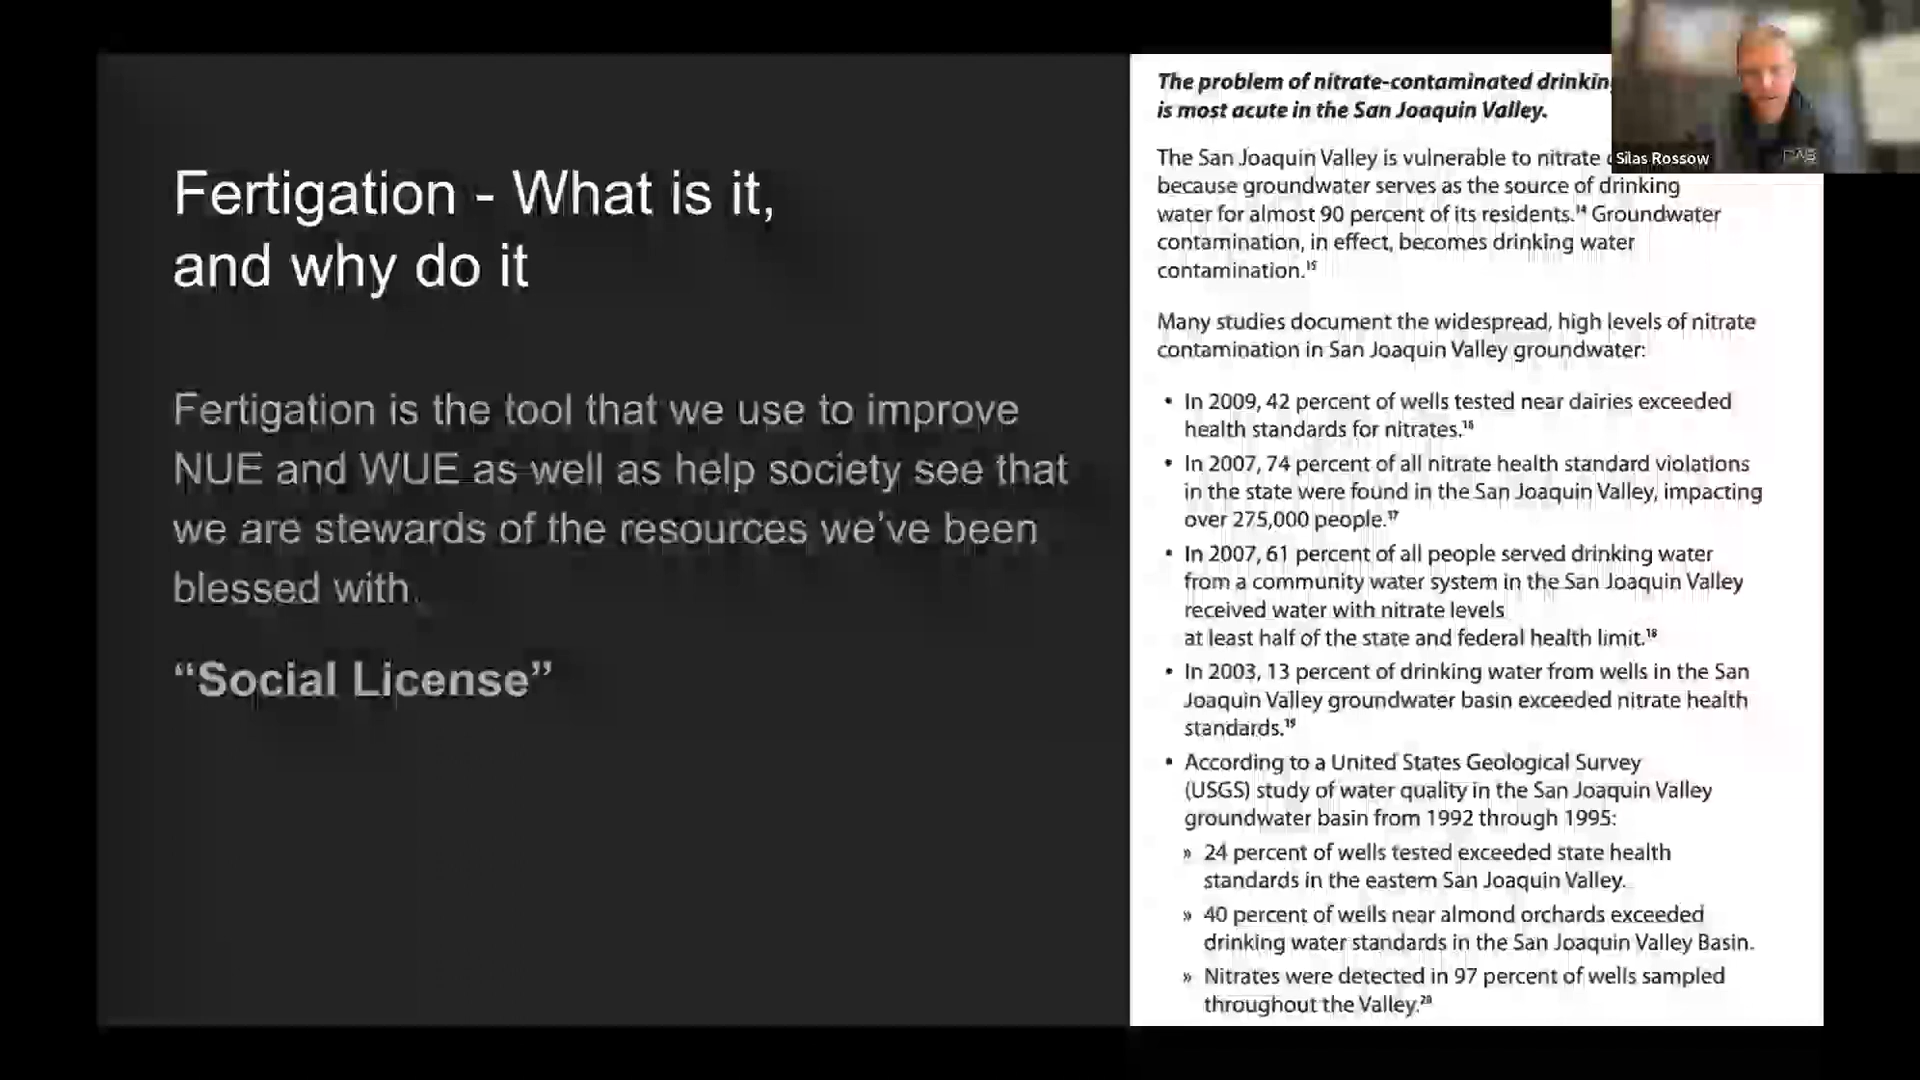 Fertigation - What is it,
and why do it
Fertigation is the tool that we use to improve
NUE and WUE as well as help society see that
we are stewards of the resources we've been
blessed with.
“Social License”
The problem of nitrate-contaminated drinkin
is most acute in the San Joaquin Valley.
The San Joaquin Valley is vulnerable to nitrate
because groundwater serves as the source of drinking
water for almost 90 percent of its residents.¹⁴ Groundwater
contamination, in effect, becomes drinking water
contamination.¹⁵
Many studies document the widespread, high levels of nitrate
contamination in San Joaquin Valley groundwater:
• In 2009, 42 percent of wells tested near dairies exceeded
health standards for nitrates.¹⁶
• In 2007, 74 percent of all nitrate health standard violations
in the state were found in the San Joaquin Valley, impacting
over 275,000 people.¹⁷
• In 2007, 61 percent of all people served drinking water
from a community water system in the San Joaquin Valley
received water with nitrate levels
at least half of the state and federal health limit.¹⁸
• In 2003, 13 percent of drinking water from wells in the San
Joaquin Valley groundwater basin exceeded nitrate health
standards.¹⁹
• According to a United States Geological Survey
(USGS) study of water quality in the San Joaquin Valley
groundwater basin from 1992 through 1995:
» 24 percent of wells tested exceeded state health
standards in the eastern San Joaquin Valley.
» 40 percent of wells near almond orchards exceeded
drinking water standards in the San Joaquin Valley Basin.
» Nitrates were detected in 97 percent of wells sampled
throughout the Valley.²⁰
Silas Rossow